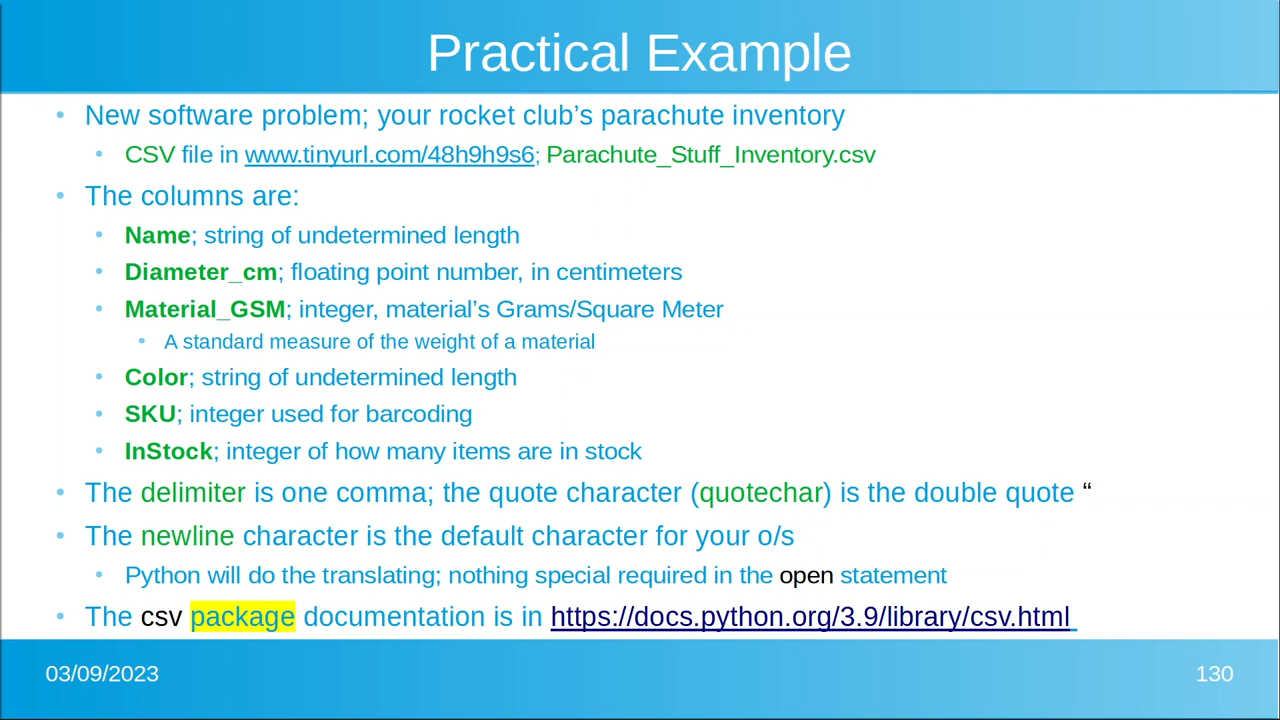 Practical Example
• New software problem; your rocket club’s parachute inventory
• CSV file in www.tinyurl.com/48h9h9s6; Parachute_Stuff_Inventory.csv
• The columns are:
• Name; string of undetermined length
• Diameter_cm; floating point number, in centimeters
• Material_GSM; integer, material’s Grams/Square Meter
• A standard measure of the weight of a material
• Color; string of undetermined length
• SKU; integer used for barcoding
• InStock; integer of how many items are in stock
• The delimiter is one comma; the quote character (quotechar) is the double quote “
• The newline character is the default character for your o/s
• Python will do the translating; nothing special required in the open statement
• The csv package documentation is in https://docs.python.org/3.9/library/csv.html
03/09/2023
130